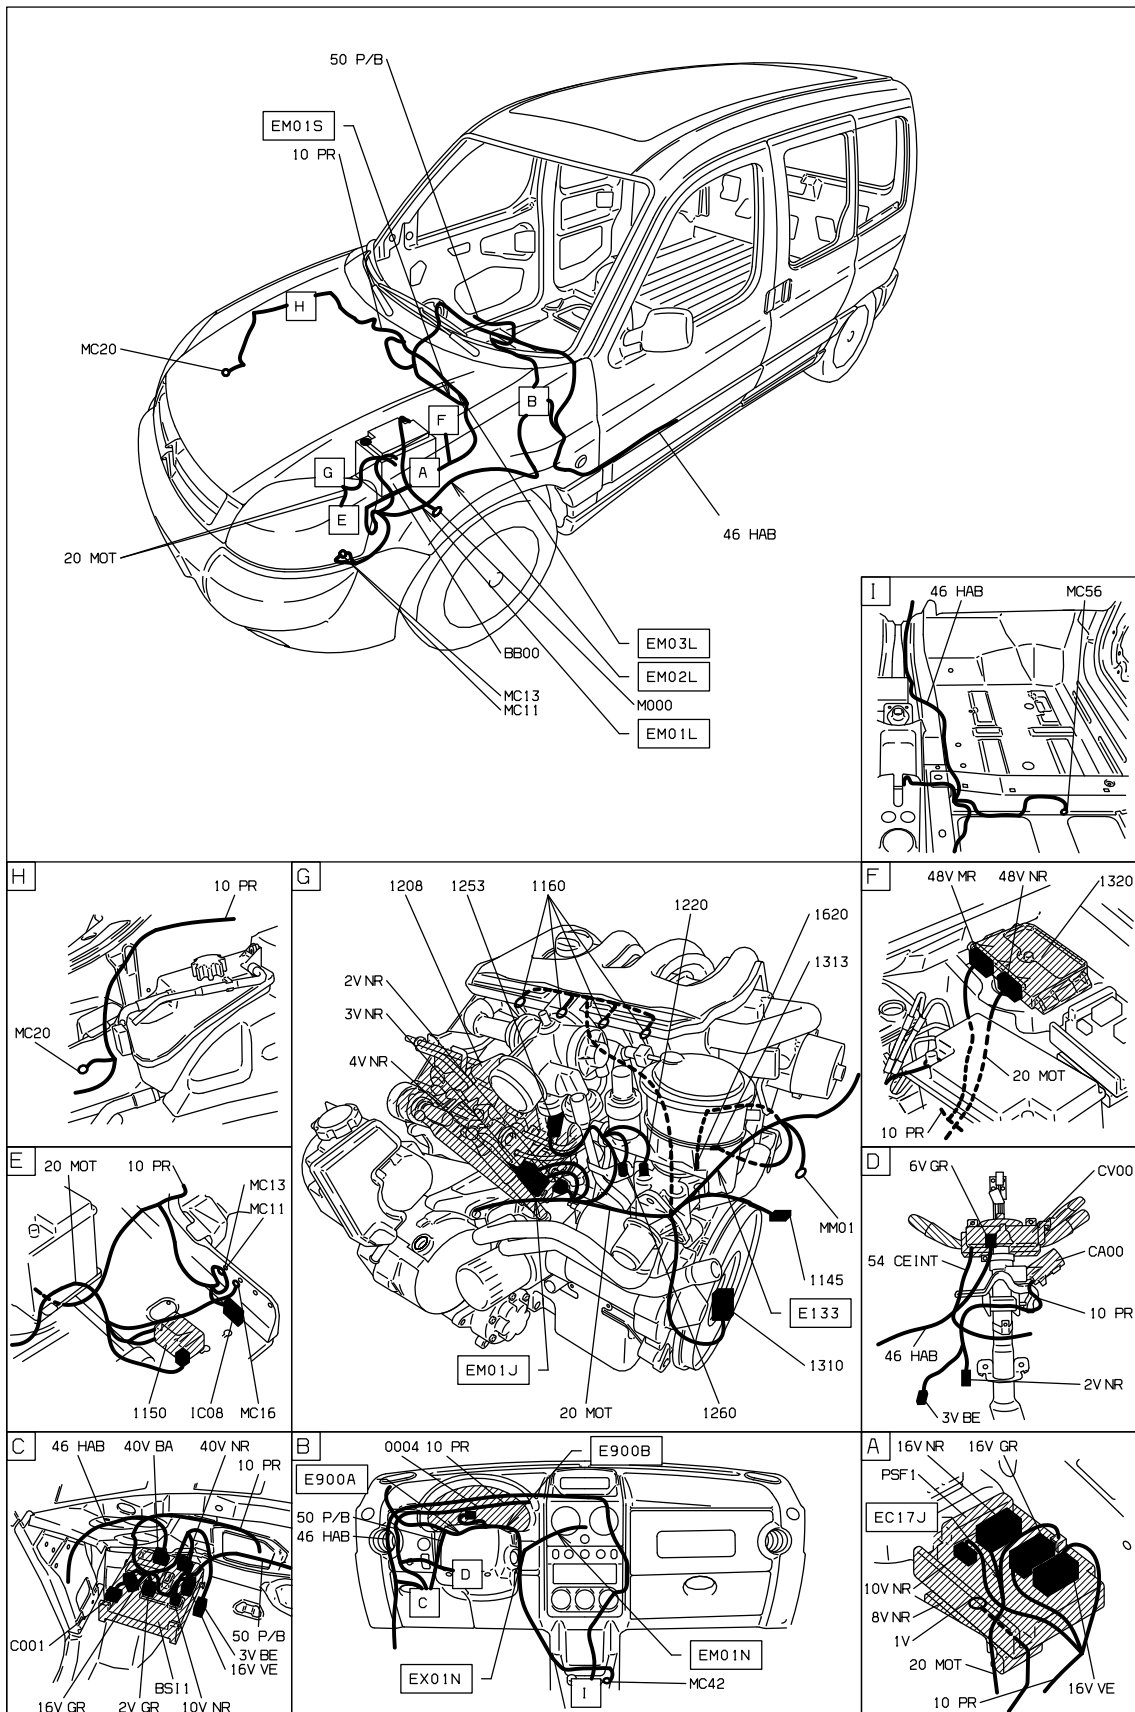 50 P/B
EM01S
10 PR
H
MC20
B
F
G
A
E
20 MOT
46 HAB
BB00
EM03L
EM02L
MC13
MC11
M000
EM01L
I
46 HAB
MC56
H
10 PR
MC20
G
1208
1253
1160
1220
1620
1313
2V NR
3V NR
4V NR
MM01
1145
E133
1310
EM01J
20 MOT
1260
F
48V MR
48V NR
1320
20 MOT
10 PR
E
20 MOT
10 PR
MC13
MC11
1150
IC08
MC16
D
6V GR
CV00
54 CEINT
CA00
10 PR
46 HAB
2V NR
3V BE
C
46 HAB
40V BA
40V NR
10 PR
C001
50 P/B
3V BE
16V VE
BSI1
16V GR
2V GR
10V NR
B
0004
10 PR
E900B
E900A
50 P/B
46 HAB
D
C
EX01N
EM01N
I
MC42
A
16V NR
16V GR
PSF1
EC17J
10V NR
8V NR
1V
20 MOT
10 PR
16V VE